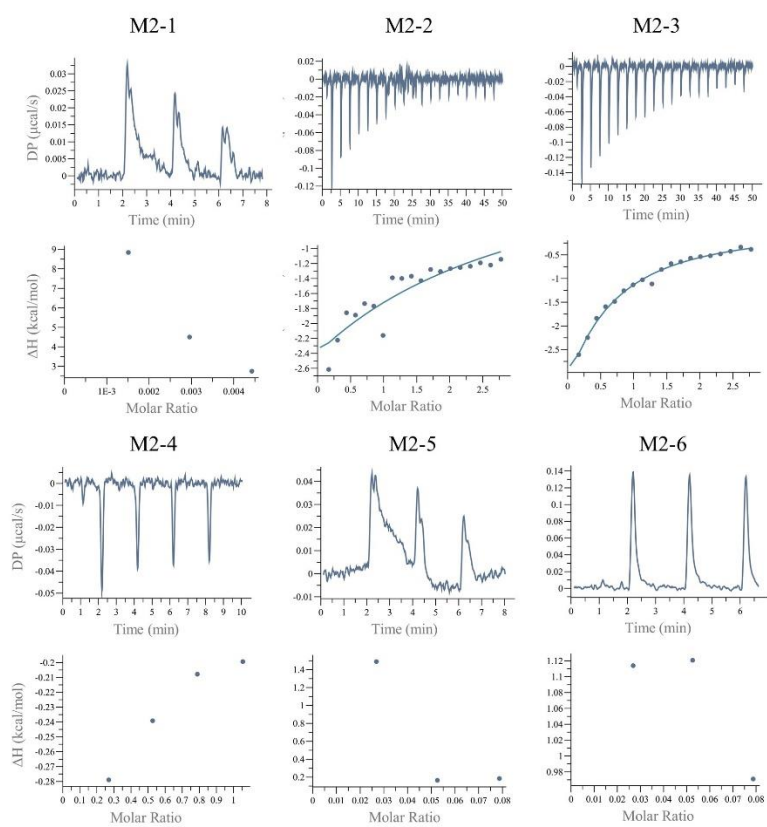 M2-1 M2-2 M2-3
DP (μcal/s)
0.03
0.025
0.02
0.015
0.01
0.005
0
0 1 2 3 4 5 6 7 8
Time (min)
0.02
0
-0.02
-0.04
-0.06
-0.08
-0.1
-0.12
0 5 10 15 20 25 30 35 40 45 50
Time (min)
0
-0.02
-0.04
-0.06
-0.08
-0.1
-0.12
-0.14
0 5 10 15 20 25 30 35 40 45 50
Time (min)
ΔH (kcal/mol)
9
8
7
6
5
4
3
0 1E-3 0.002 0.003 0.004
Molar Ratio
-1
-1.2
-1.4
-1.6
-1.8
-2
-2.2
-2.4
-2.6
0 0.5 1 1.5 2 2.5
Molar Ratio
-0.5
-1
-1.5
-2
-2.5
0 0.5 1 1.5 2 2.5
Molar Ratio
M2-4 M2-5 M2-6
DP (μcal/s)
0
-0.01
-0.02
-0.03
-0.04
-0.05
0 1 2 3 4 5 6 7 8 9 10
Time (min)
0.04
0.03
0.02
0.01
0
-0.01
0 1 2 3 4 5 6 7 8
Time (min)
0.14
0.12
0.1
0.08
0.06
0.04
0.02
0
0 1 2 3 4 5 6
Time (min)
ΔH (kcal/mol)
-0.2
-0.21
-0.22
-0.23
-0.24
-0.25
-0.26
-0.27
-0.28
0 0.1 0.2 0.3 0.4 0.5 0.6 0.7 0.8 0.9 1
Molar Ratio
1.4
1.2
1
0.8
0.6
0.4
0.2
0 0.01 0.02 0.03 0.04 0.05 0.06 0.07 0.08
Molar Ratio
1.12
1.1
1.08
1.06
1.04
1.02
1
0.98
0 0.01 0.02 0.03 0.04 0.05 0.06 0.07 0.08
Molar Ratio